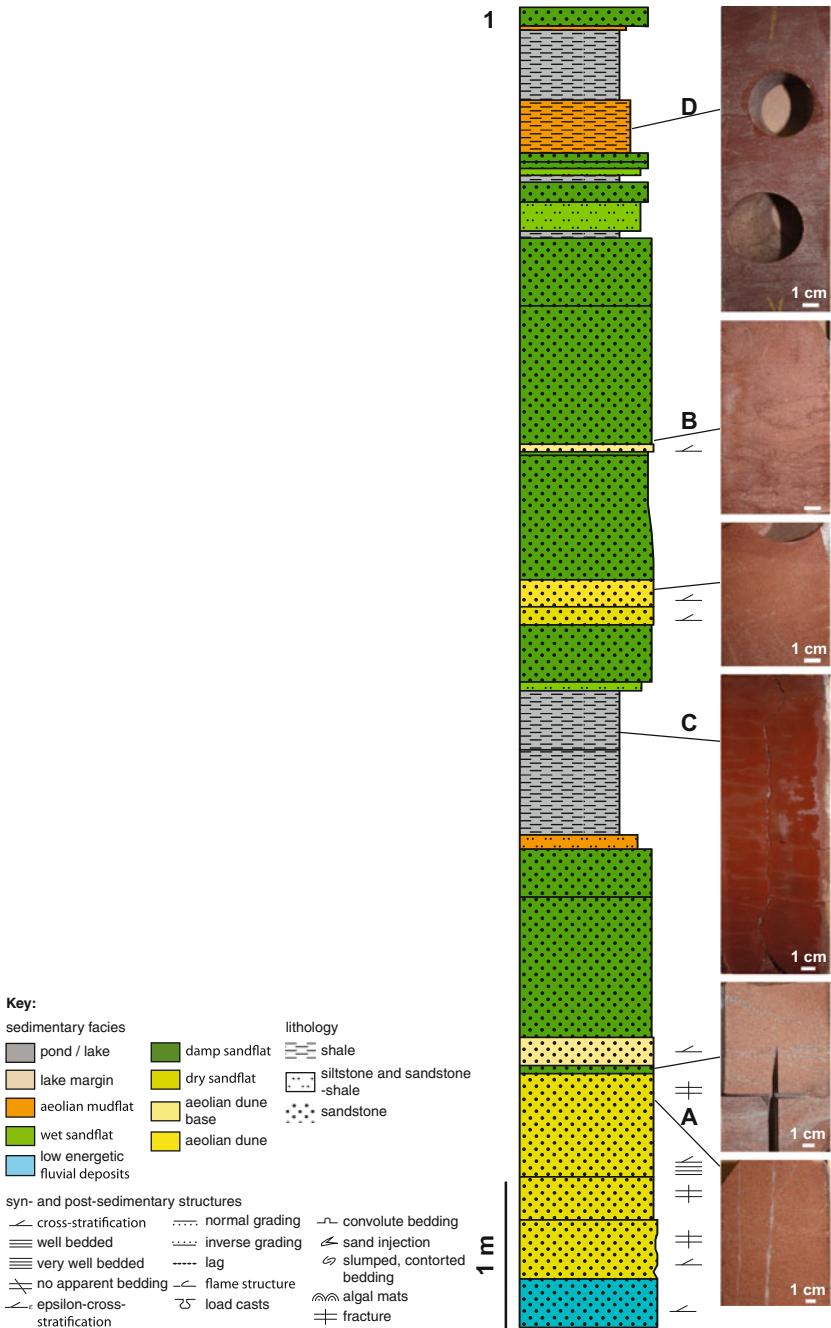 1
D
1 cm
B
1 cm
C
1 cm
1 cm
A
1 cm
1 m
Key:
sedimentary facies
pond / lake
lake margin
aeolian mudflat
wet sandflat
low energetic
fluvial deposits
damp sandflat
dry sandflat
aeolian dune
base
aeolian dune
lithology
shale
siltstone and sandstone
-shale
sandstone
syn- and post-sedimentary structures
cross-stratification
well bedded
very well bedded
no apparent bedding
ε epsilon-cross-
stratification
normal grading
inverse grading
lag
flame structure
load casts
convolute bedding
sand injection
slumped, contorted
bedding
algal mats
fracture